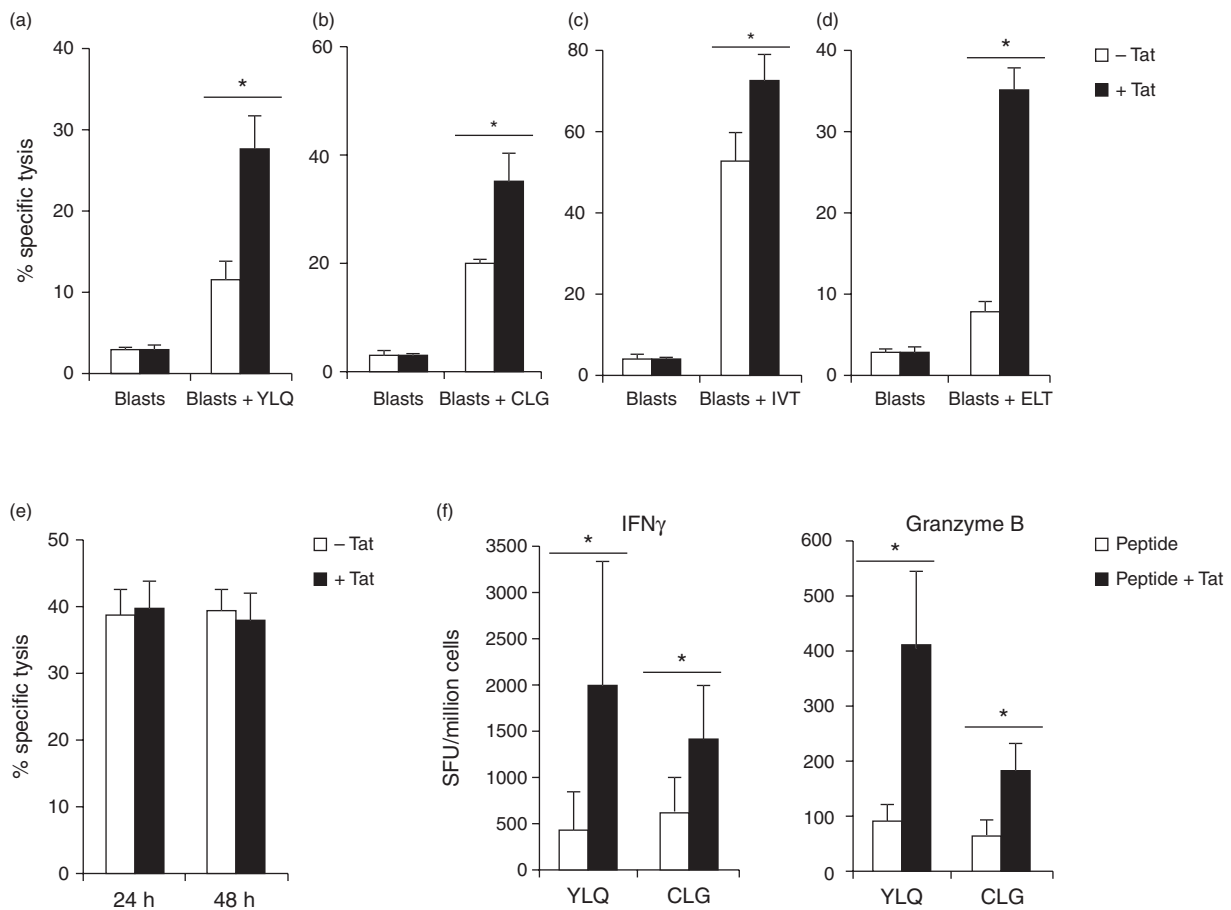 (a)
40
30
20
10
0
% specific tysis
*
Blasts
Blasts + YLQ
(b)
60
40
20
0
*
Blasts
Blasts + CLG
(c)
80
60
40
20
0
*
Blasts
Blasts + IVT
(d)
40
30
20
10
0
*
Blasts
Blasts + ELT
– Tat
+ Tat
(e)
50
40
30
20
10
0
% specific tysis
24 h
48 h
– Tat
+ Tat
(f)
IFNγ
3500
3000
2500
2000
1500
1000
500
0
SFU/million cells
*
*
YLQ
CLG
Granzyme B
600
500
400
300
200
100
0
*
*
YLQ
CLG
Peptide
Peptide + Tat